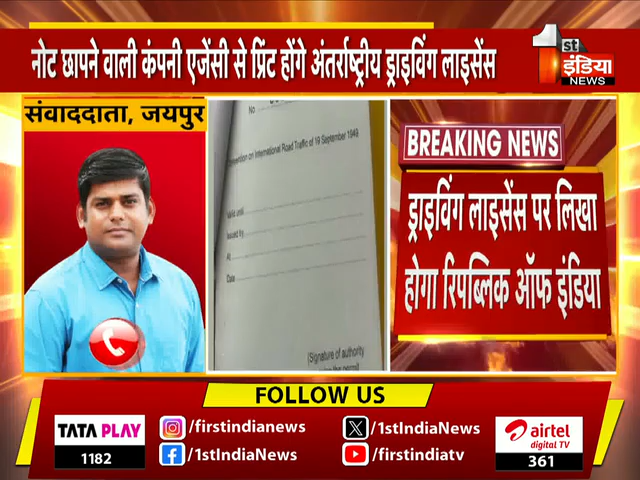 नोट छापने वाली कंपनी एजेंसी से प्रिंट होंगे अंतर्राष्ट्रीय ड्राइविंग लाइसेंस
1st
इंडिया
NEWS
संवाददाता, जयपुर
No.
on International Road Traffic of 19 September 1949
Valid until
Issued by
At
Date
(Signature of authority
the permit
BREAKING NEWS
ड्राइविंग लाइसेंस पर लिखा
होगा रिपब्लिक ऑफ इंडिया
FOLLOW US
TATA PLAY
1182
/firstindianews
/1stIndiaNews
/1stIndiaNews
/firstindiatv
airtel
digital TV
361